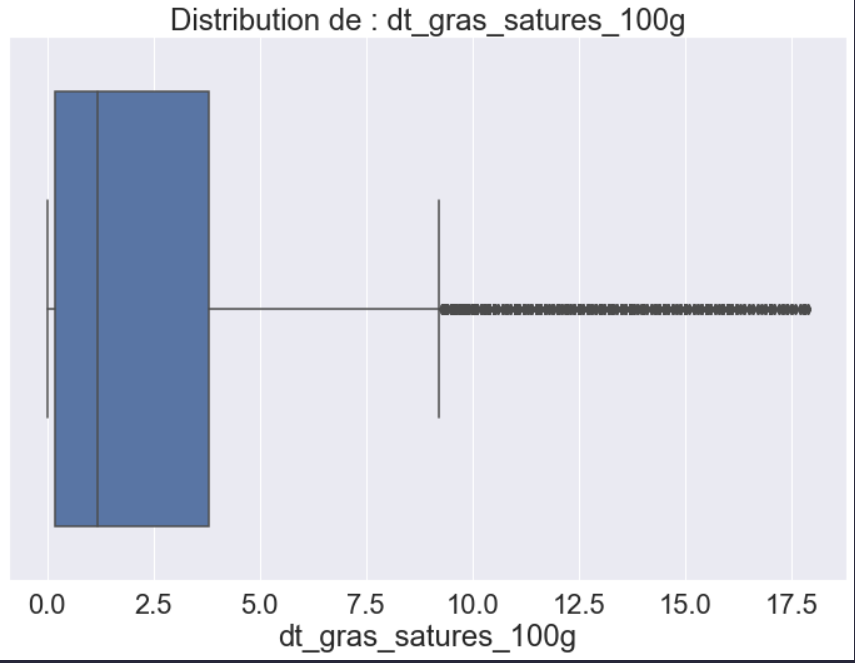 Distribution de : dt_gras_satures_100g
0.0 2.5 5.0 7.5 10.0 12.5 15.0 17.5
dt_gras_satures_100g